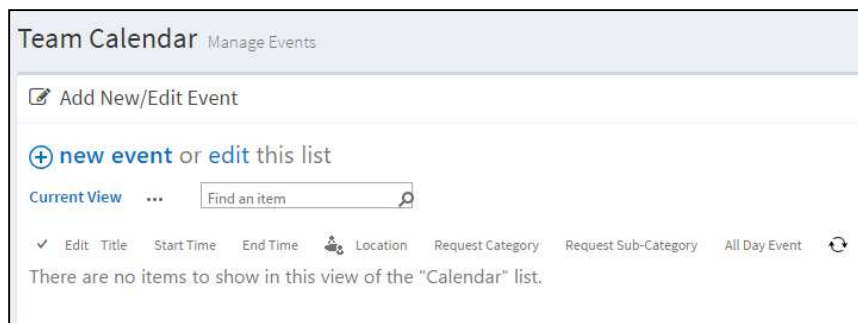 Team Calendar Manage Events
Add New/Edit Event
new event or edit this list
Current View ... Find an item
Edit Title Start Time End Time Location Request Category Request Sub-Category All Day Event
There are no items to show in this view of the "Calendar" list.